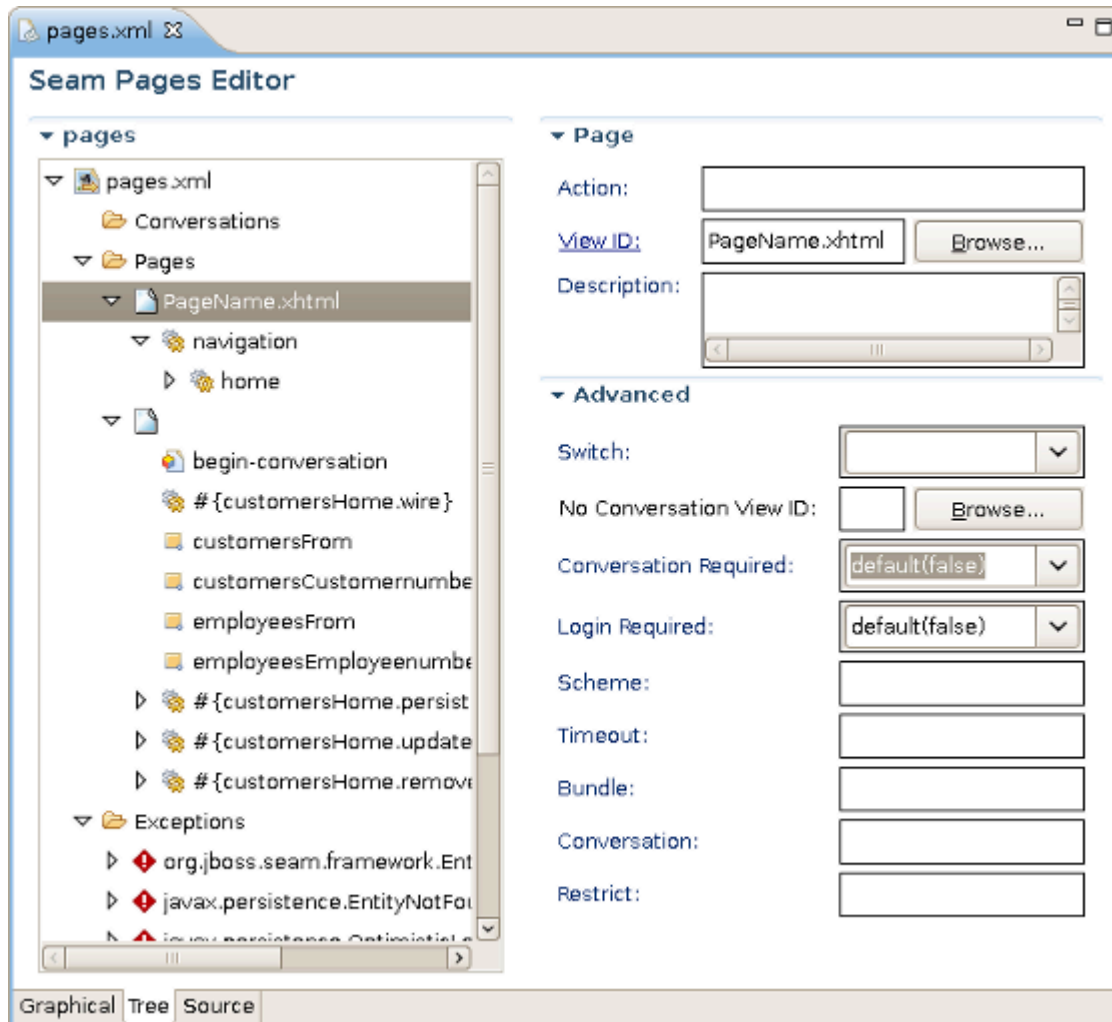 pages.xml
Seam Pages Editor
pages
pages.xml
Conversations
Pages
PageName.xhtml
navigation
home
begin-conversation
#{customersHome.wire}
customersFrom
customersCustomernumbe
employeesFrom
employeesEmployeenumbe
#{customersHome.persist
#{customersHome.update
#{customersHome.remove
Exceptions
org.jboss.seam.framework.Ent
javax.persistence.EntityNotFou
Page
Action:
View ID: PageName.xhtml Browse...
Description:
Advanced
Switch:
No Conversation View ID: Browse...
Conversation Required: default(false)
Login Required: default(false)
Scheme:
Timeout:
Bundle:
Conversation:
Restrict:
Graphical Tree Source